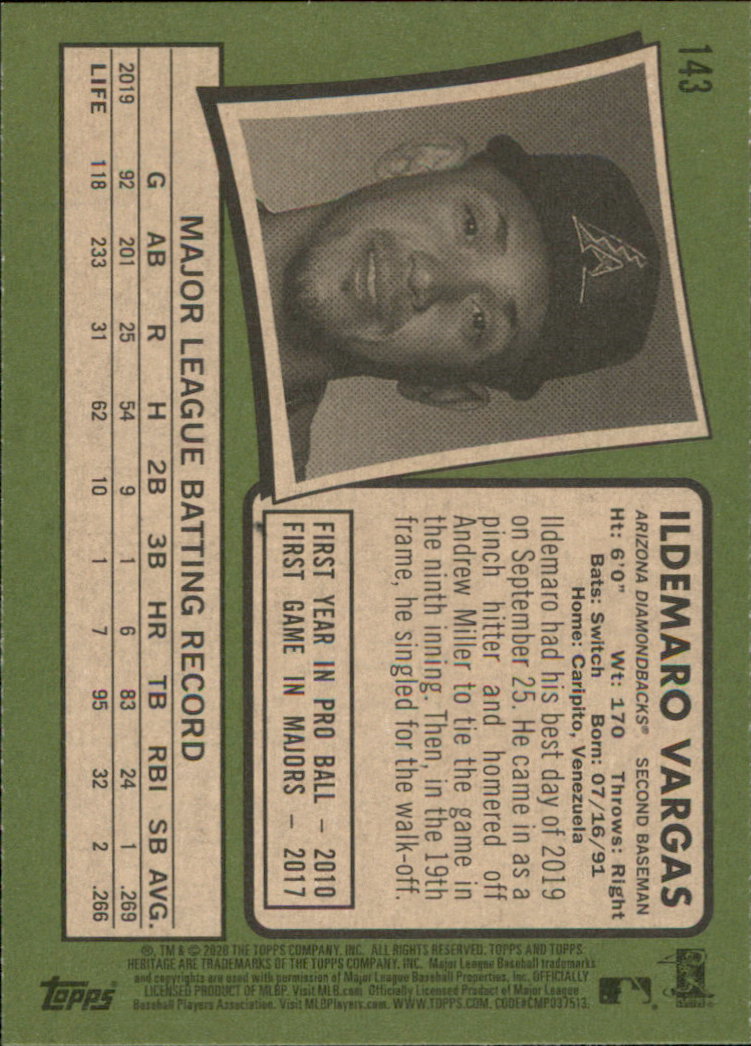 143
ILDEMARO VARGAS
ARIZONA DIAMONDBACKS® SECOND BASEMAN
Ht: 6'0" Wt: 170 Throws: Right
Bats: Switch Born: 07/16/91
Home: Caripito, Venezuela
Ildemaro had his best day of 2019
on September 25. He came in as a
pinch hitter and homered off
Andrew Miller to tie the game in
the ninth inning. Then, in the 19th
frame, he singled for the walk-off.
FIRST YEAR IN PRO BALL – 2010
FIRST GAME IN MAJORS – 2017
MAJOR LEAGUE BATTING RECORD
G AB R H 2B 3B HR TB RBI SB AVG.
2019 92 201 25 54 9 1 6 83 24 1 .269
LIFE 118 233 31 62 10 1 7 95 32 2 .266
®, TM & © 2020 THE TOPPS COMPANY, INC. ALL RIGHTS RESERVED. TOPPS AND TOPPS
HERITAGE ARE TRADEMARKS OF THE TOPPS COMPANY, INC. Major League Baseball trademarks
and copyrights are used with permission of Major League Baseball Properties, Inc. OFFICIALLY
LICENSED PRODUCT OF MLBP. Visit MLB.com Officially Licensed Product of Major League
Baseball Players Association. Visit MLBPlayers.com. WWW.TOPPS.COM. CODE#CMP037513.
topps